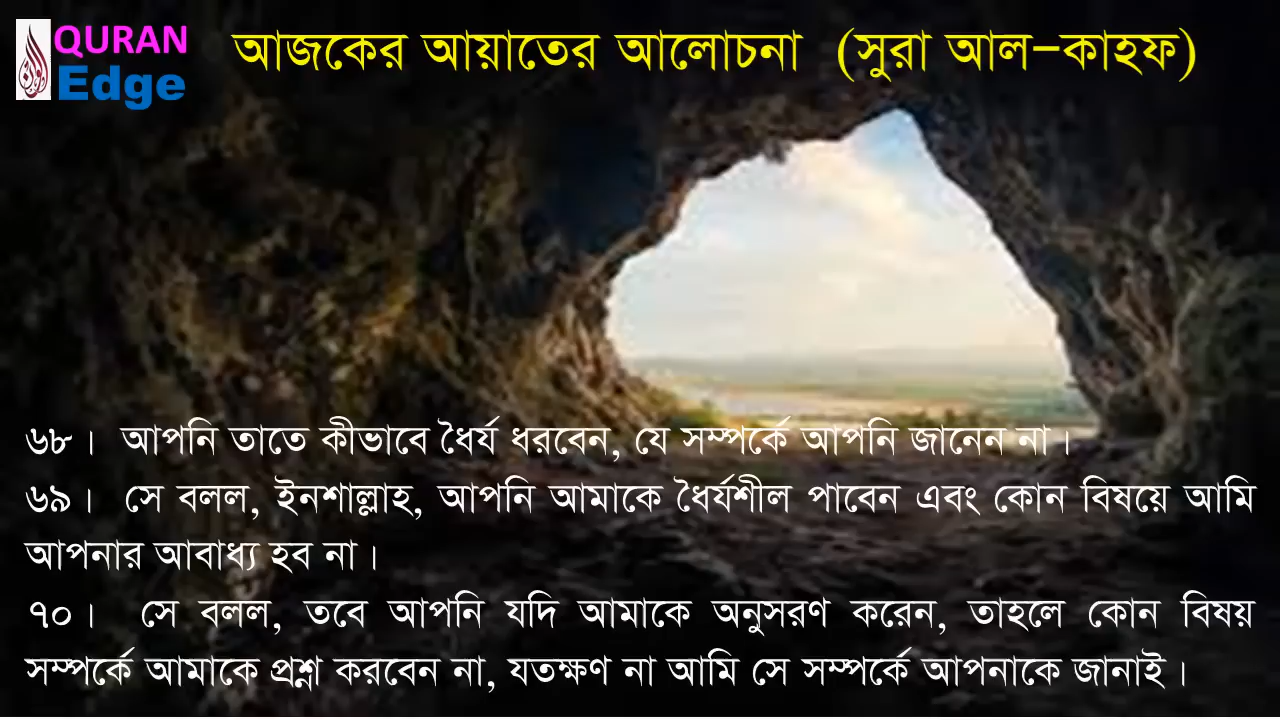 QURAN
Edge
আজকের আয়াতের আলোচনা (সুরা আল-কাহফ)
৬৮। আপনি তাতে কীভাবে ধৈর্য ধরবেন, যে সম্পর্কে আপনি জানেন না।
৬৯। সে বলল, ইনশাল্লাহ, আপনি আমাকে ধৈর্যশীল পাবেন এবং কোন বিষয়ে আমি
আপনার আবাধ্য হব না।
৭০। সে বলল, তবে আপনি যদি আমাকে অনুসরণ করেন, তাহলে কোন বিষয়
সম্পর্কে আমাকে প্রশ্ন করবেন না, যতক্ষণ না আমি সে সম্পর্কে আপনাকে জানাই।